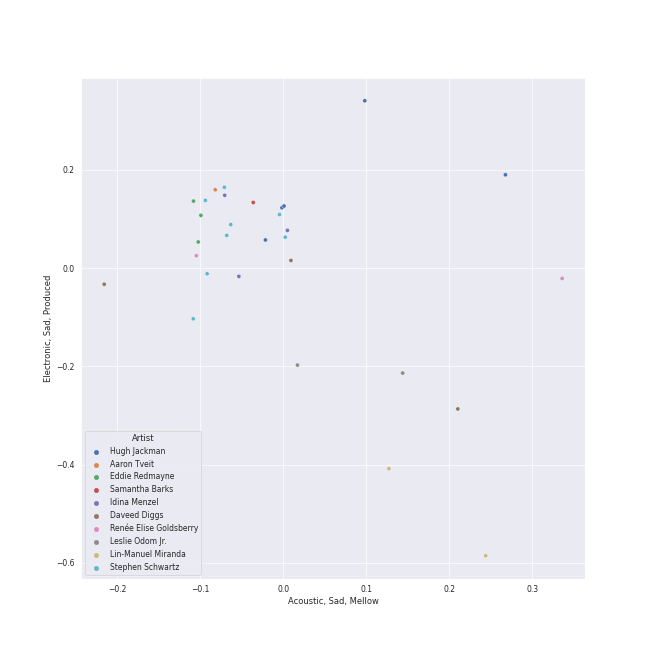 0.2
0.0
−0.2
−0.4
−0.6
Electronic, Sad, Produced
Artist
Hugh Jackman
Aaron Tveit
Eddie Redmayne
Samantha Barks
Idina Menzel
Daveed Diggs
Renée Elise Goldsberry
Leslie Odom Jr.
Lin-Manuel Miranda
Stephen Schwartz
−0.2 −0.1 0.0 0.1 0.2 0.3
Acoustic, Sad, Mellow